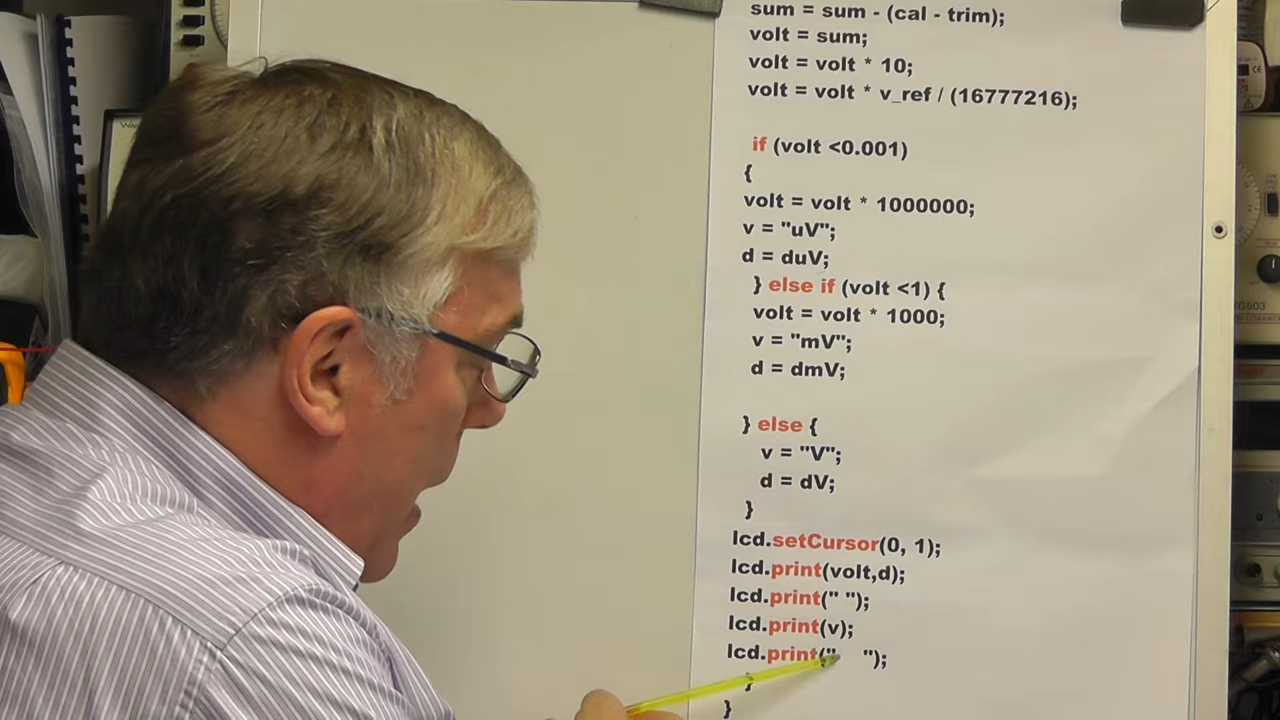 sum = sum - (cal - trim);
volt = sum;
volt = volt * 10;
volt = volt * v_ref / (16777216);
if (volt <0.001)
{
volt = volt * 1000000;
v = "uV";
d = duV;
} else if (volt <1) {
volt = volt * 1000;
v = "mV";
d = dmV;
} else {
v = "V";
d = dV;
}
lcd.setCursor(0, 1);
lcd.print(volt,d);
lcd.print(" ");
lcd.print(v);
lcd.print("    ");
}
}